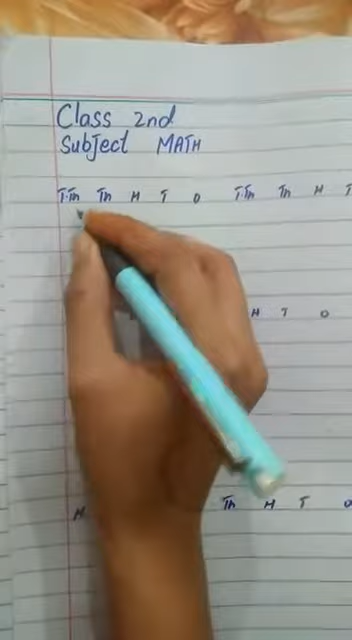 Class 2nd
Subject MATH
T.Th Th H T O T.Th Th H T
H T O
H Th H T O